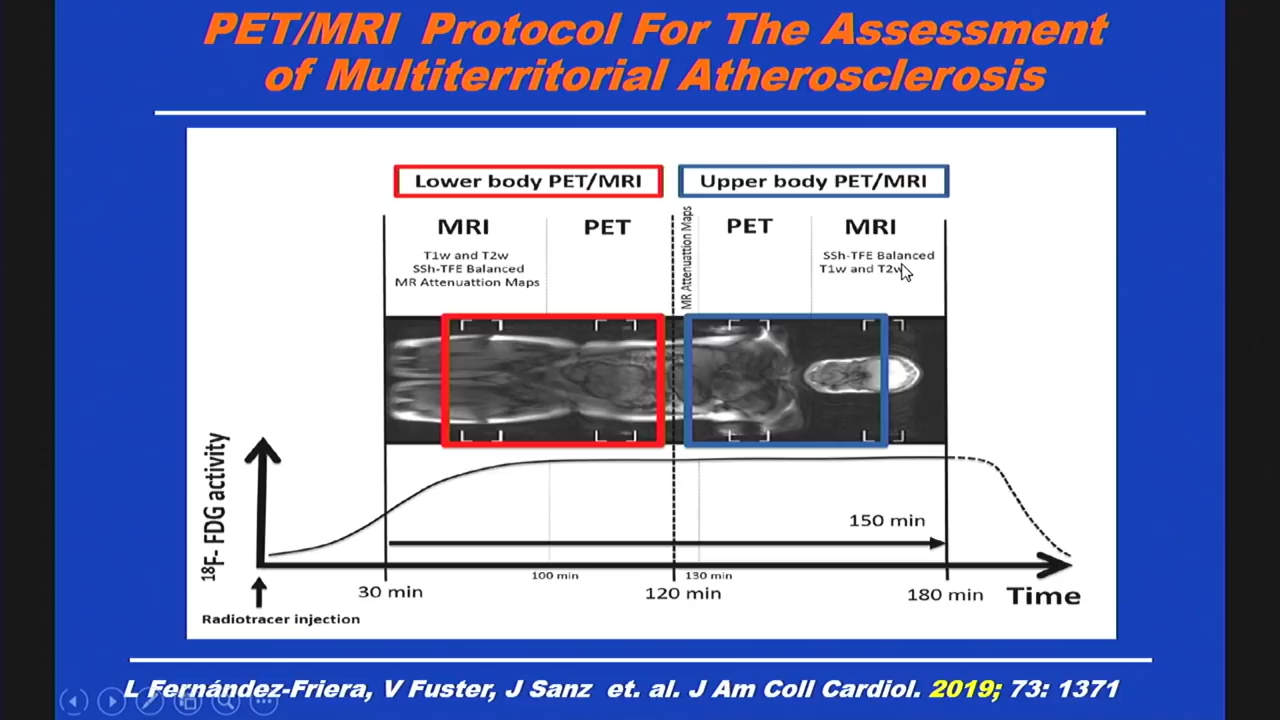 PET/MRI Protocol For The Assessment
of Multiterritorial Atherosclerosis
Lower body PET/MRI
Upper body PET/MRI
MRI
PET
PET
MRI
T1w and T2w
SSh-TFE Balanced
MR Attenuattion Maps
MR Attenuattion Maps
SSh-TFE Balanced
T1w and T2w
18F- FDG activity
150 min
100 min
130 min
30 min
120 min
180 min
Time
Radiotracer injection
L Fernández-Friera, V Fuster, J Sanz et. al. J Am Coll Cardiol. 2019; 73: 1371